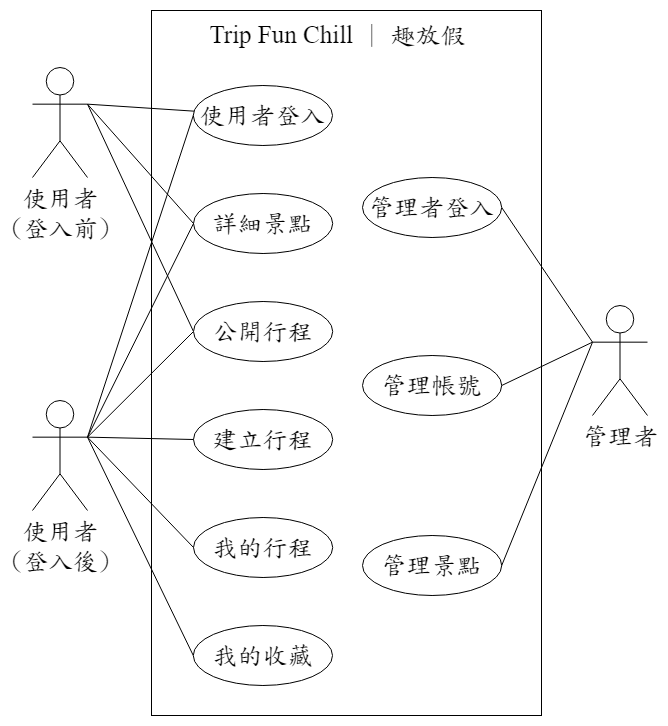 Trip Fun Chill ｜ 趣放假
使用者
（登入前）
使用者登入
詳細景點
公開行程
使用者
（登入後）
建立行程
我的行程
我的收藏
管理者登入
管理帳號
管理景點
管理者